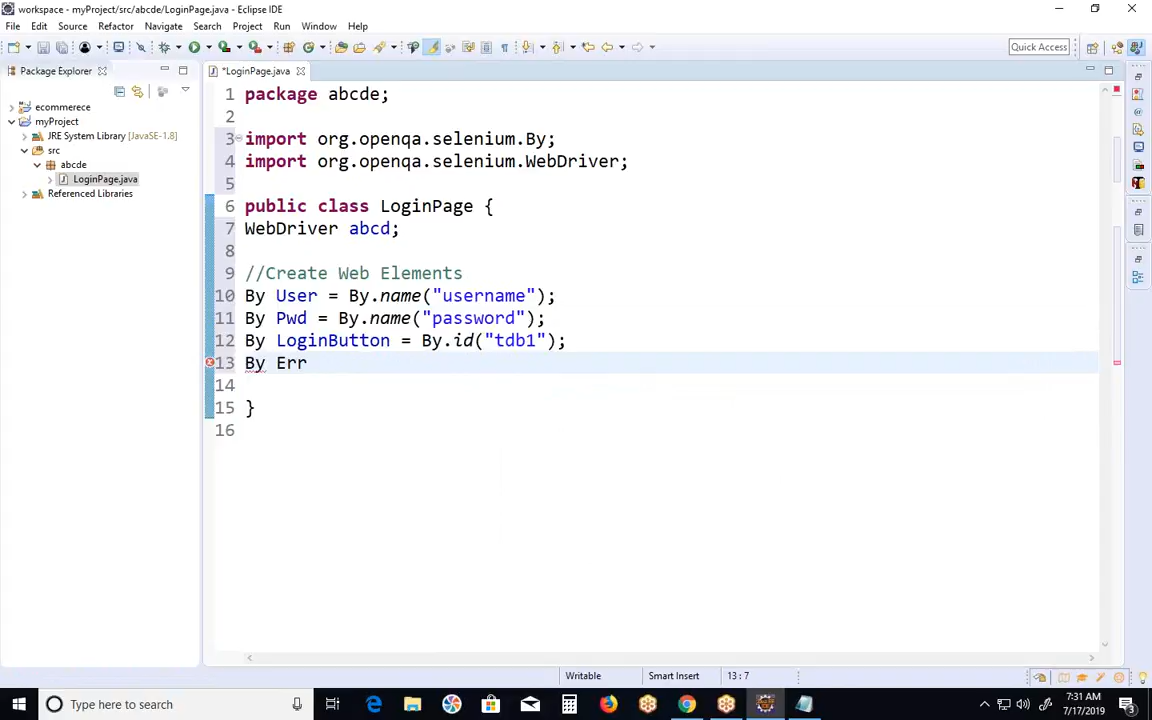 workspace - myProject/src/abcde/LoginPage.java - Eclipse IDE
File Edit Source Refactor Navigate Search Project Run Window Help
Quick Access
Package Explorer
*LoginPage.java
ecommerece
myProject
JRE System Library [JavaSE-1.8]
src
abcde
LoginPage.java
Referenced Libraries
1 package abcde;
2
3 import org.openqa.selenium.By;
4 import org.openqa.selenium.WebDriver;
5
6 public class LoginPage {
7 WebDriver abcd;
8
9 //Create Web Elements
10 By User = By.name("username");
11 By Pwd = By.name("password");
12 By LoginButton = By.id("tdb1");
13 By Err
14
15 }
16
Writable Smart Insert 13 : 7
Type here to search
7:31 AM
7/17/2019
3